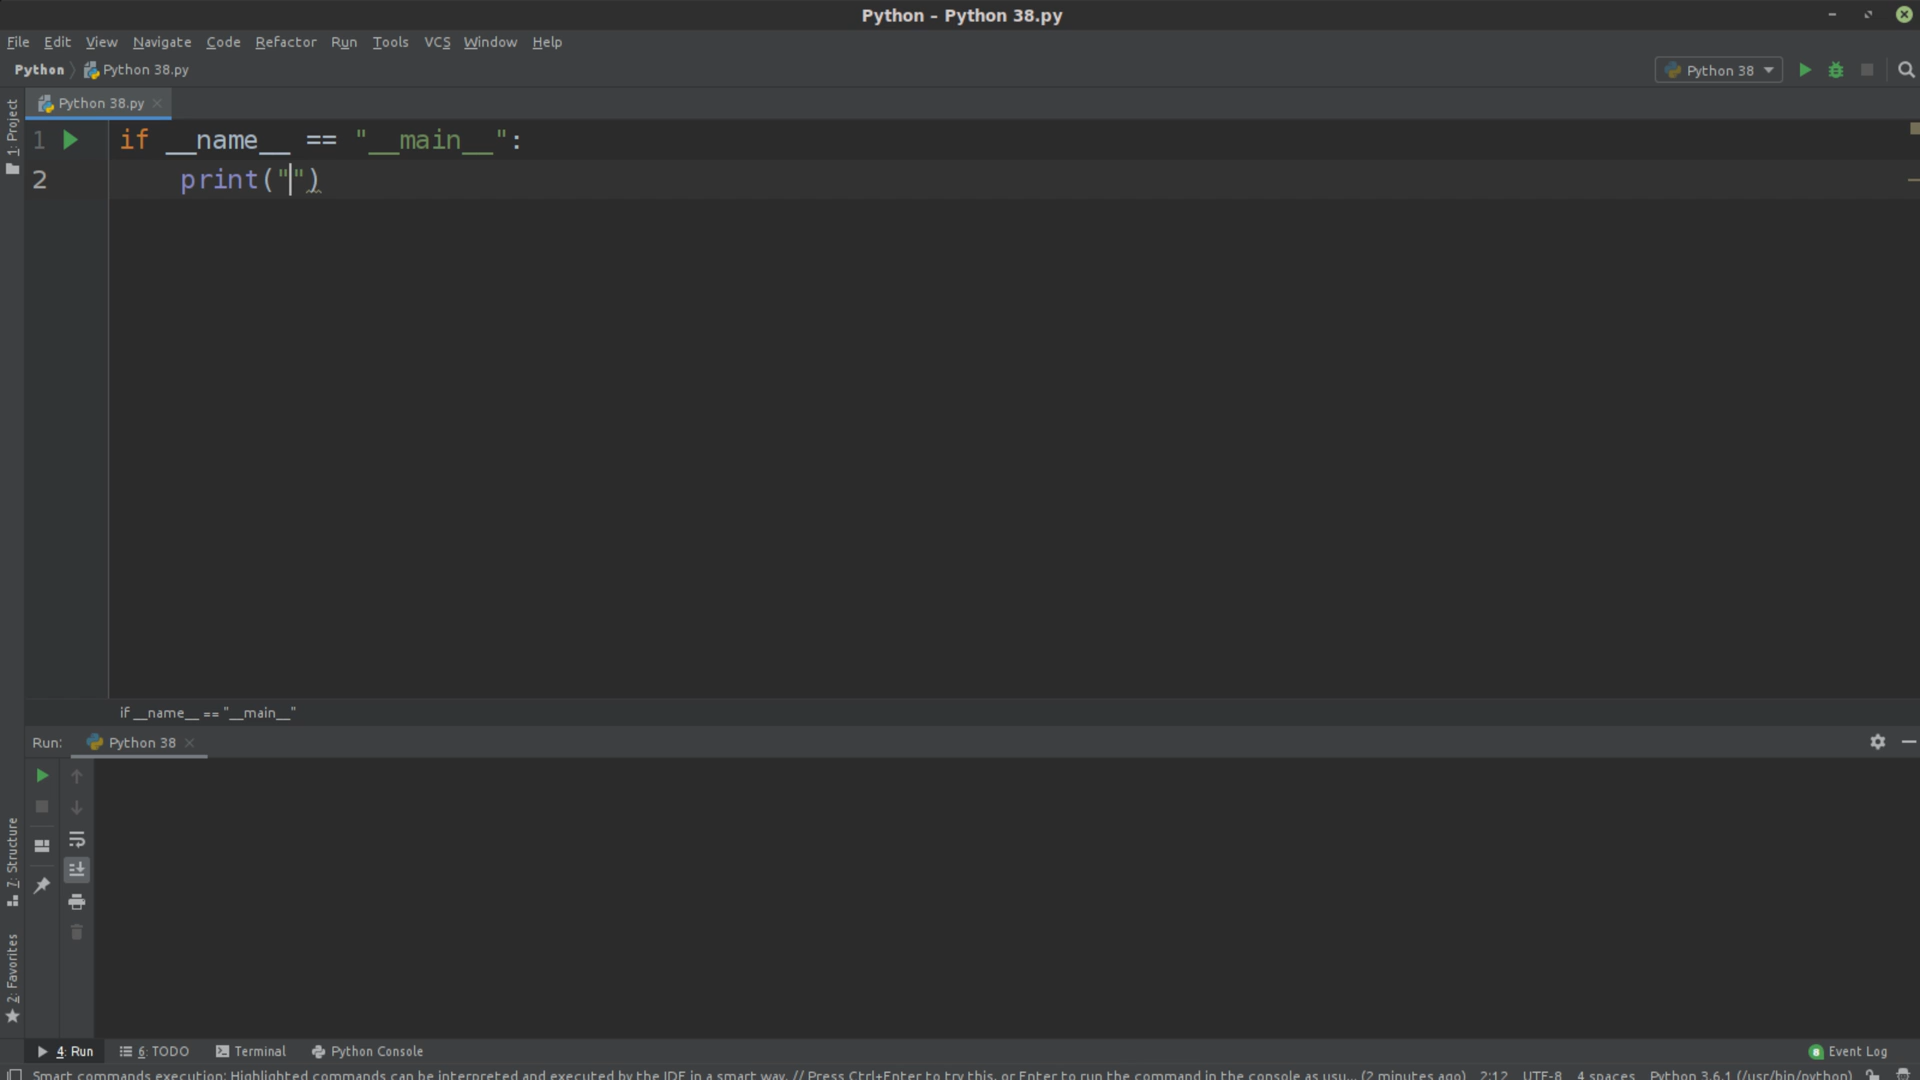 Python – Python 38.py
File Edit View Navigate Code Refactor Run Tools VCS Window Help
Python Python 38.py
Python 38
Python 38.py
1: Project
1 if __name__ == "__main__":
2 print("")
if __name__ == "__main__"
Run: Python 38
7: Structure
2: Favorites
4: Run 6: TODO Terminal Python Console
8 Event Log
Smart commands execution: Highlighted commands can be interpreted and executed by the IDE in a smart way. // Press Ctrl+Enter to try this, or Enter to run the command in the console as usu... (2 minutes ago) 2:12 UTF-8 4 spaces Python 3.6.1 (/usr/bin/python)